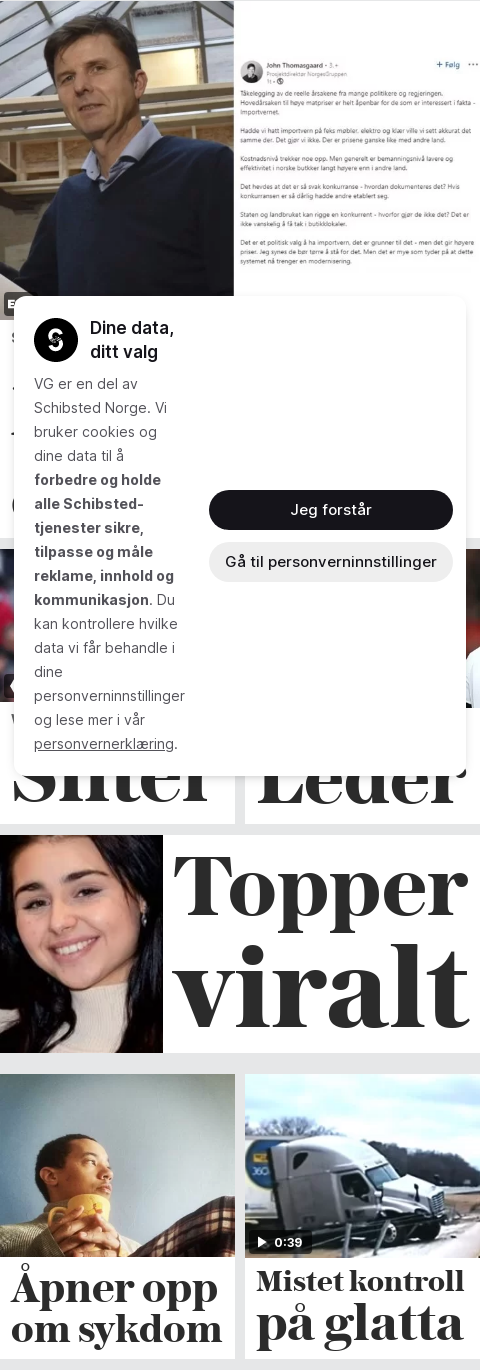 John Thomasgaard • 3.+
Prosjektdirektør NorgesGruppen
1t •
+ Følg
Tåkelegging av de reelle årsakene fra mange politikere og regjeringen.
Hovedårsaken til høye matpriser er helt åpenbar for de som er interessert i fakta -
Importvernet.
Hadde vi hatt importvern på feks møbler, elektro og klær ville vi sett akkurat det
samme der. Det gjør vi ikke. Der er prisene ganske like med andre land.
Kostnadsnivå trekker noe opp. Men generelt er bemanningsnivå lavere og
effektivitet i norske butkker langt høyere enn i andre land.
Det hevdes at det er så svak konkurranse - hvordan dokumenteres det? Hvis
konkurransen er så dårlig hadde andre etablert seg.
Staten og landbruket kan rigge en konkurrent - hvorfor gjør de ikke det? Det er
ikke vanskelig å få tak i butikklokaler.
Det er et politisk valg å ha importvern, det er grunner til det - men det gir høyere
priser. Jeg synes de bør tørre å stå for det. Men det er mye som tyder på at dette
systemet nå trenger en modernisering.
Dine data,
ditt valg
VG er en del av
Schibsted Norge. Vi
bruker cookies og
dine data til å
forbedre og holde
alle Schibsted-
tjenester sikre,
tilpasse og måle
reklame, innhold og
kommunikasjon. Du
kan kontrollere hvilke
data vi får behandle i
dine
personverninnstillinger
og lese mer i vår
personvernerklæring.
Jeg forstår
Gå til personverninnstillinger
Leder
Topper
viralt
0:39
Åpner opp
om sykdom
Mistet kontroll
på glatta